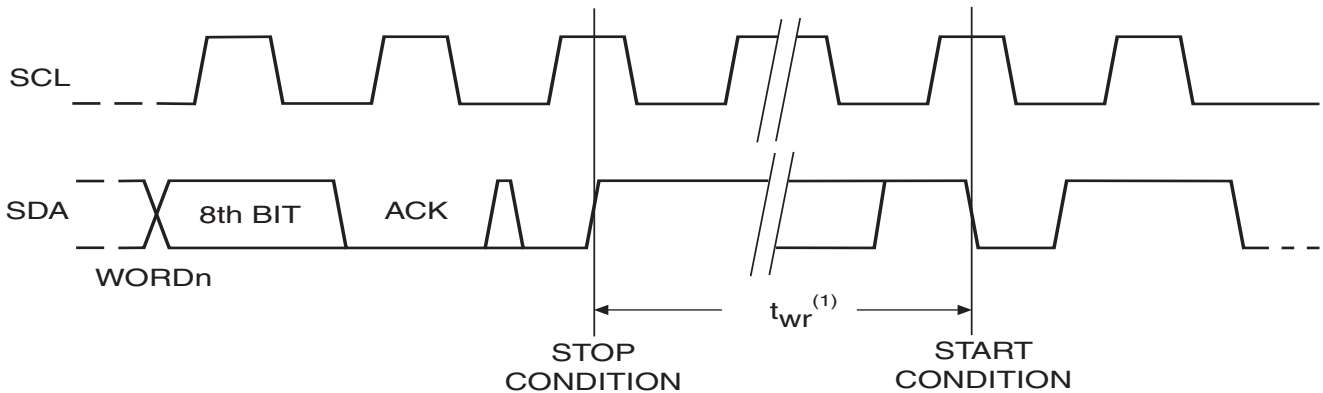 SCL
SDA
8th BIT
ACK
WORDn
twr(1)
STOP
CONDITION
START
CONDITION